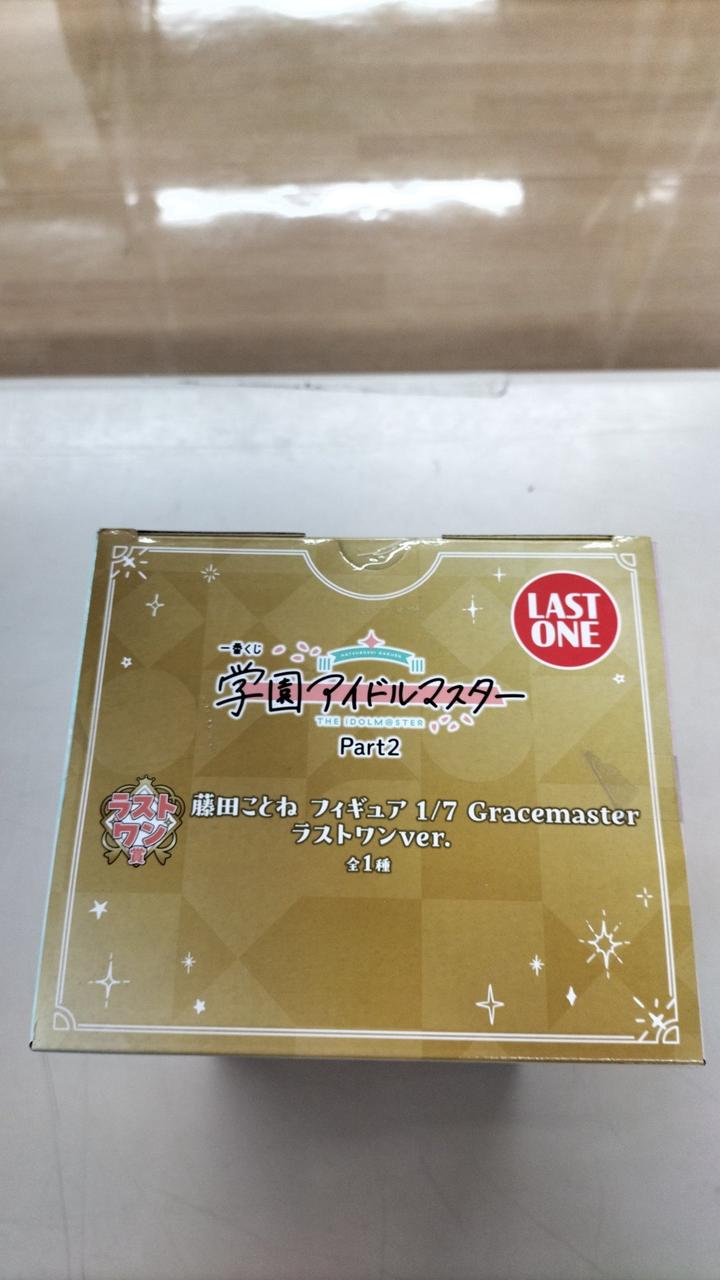 LAST
ONE
一番くじ
HATSUBOSHI GAKUEN
学園アイドルマスター
THE IDOLM@STER
Part2
ラスト
ワン
賞
藤田ことね フィギュア 1/7 Gracemaster
ラストワンver.
全1種